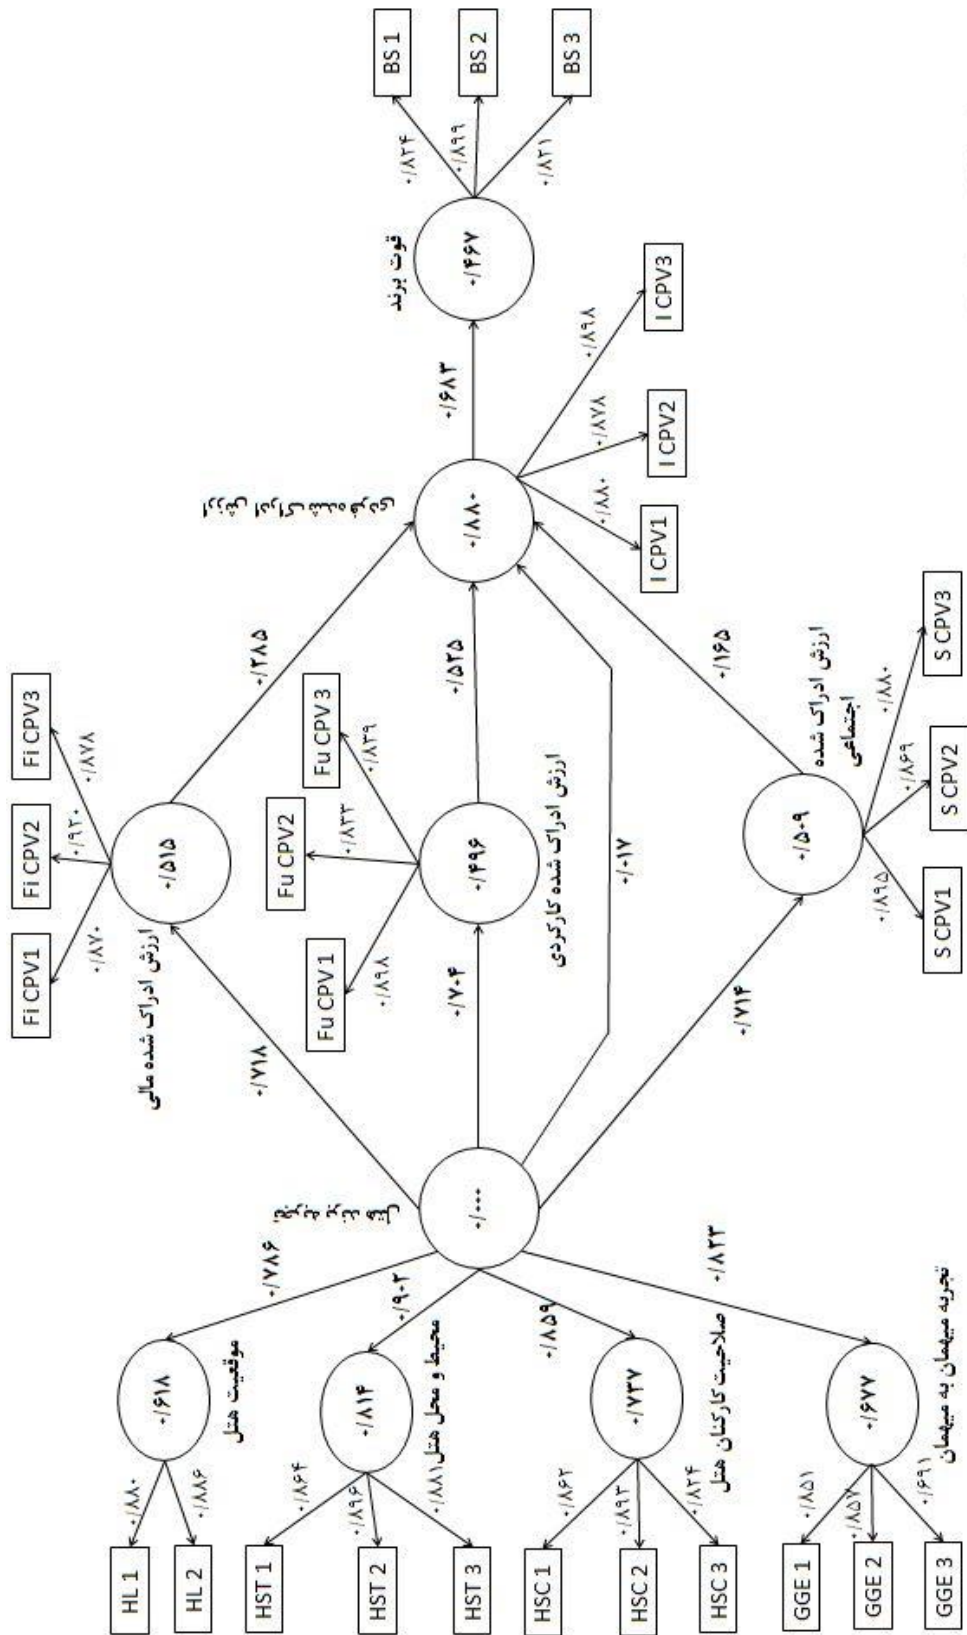 HL 1
HL 2
HST 1
HST 2
HST 3
HSC 1
HSC 2
HSC 3
GGE 1
GGE 2
GGE 3
۰/۸۸۰
۰/۸۸۶
۰/۸۶۴
۰/۸۹۶
۰/۸۸۱
۰/۸۶۲
۰/۸۹۳
۰/۸۲۴
۰/۸۵۱
۰/۸۵۷
۰/۶۹۱
۰/۶۱۸
موقعیت هتل
۰/۸۱۴
محیط و محل هتل
۰/۷۳۷
صلاحیت کارکنان هتل
۰/۶۷۷
تجربه میهمان به میهمان
۰/۷۸۶
۰/۹۰۲
۰/۸۵۹
۰/۸۲۳
۰/۰۰۰
۰/۷۱۸
۰/۷۰۴
۰/۰۱۷
۰/۷۱۴
Fi CPV1
Fi CPV2
Fi CPV3
۰/۸۷۰
۰/۹۲۰
۰/۸۷۸
۰/۵۱۵
ارزش ادراک شده مالی
Fu CPV 1
Fu CPV2
Fu CPV 3
۰/۸۹۸
۰/۸۳۳
۰/۸۳۹
۰/۴۹۶
ارزش ادراک شده کارکردی
۰/۵۰۹
ارزش ادراک شده
اجتماعی
۰/۸۹۵
۰/۸۶۹
۰/۸۸۰
S CPV1
S CPV2
S CPV3
۰/۲۸۵
۰/۵۲۵
۰/۱۶۵
۰/۸۸۰
۰/۸۸۰
۰/۸۷۸
۰/۸۹۸
I CPV1
I CPV2
I CPV3
۰/۶۸۳
قوت برند
۰/۴۶۷
۰/۸۲۴
۰/۸۹۹
۰/۸۲۱
BS 1
BS 2
BS 3